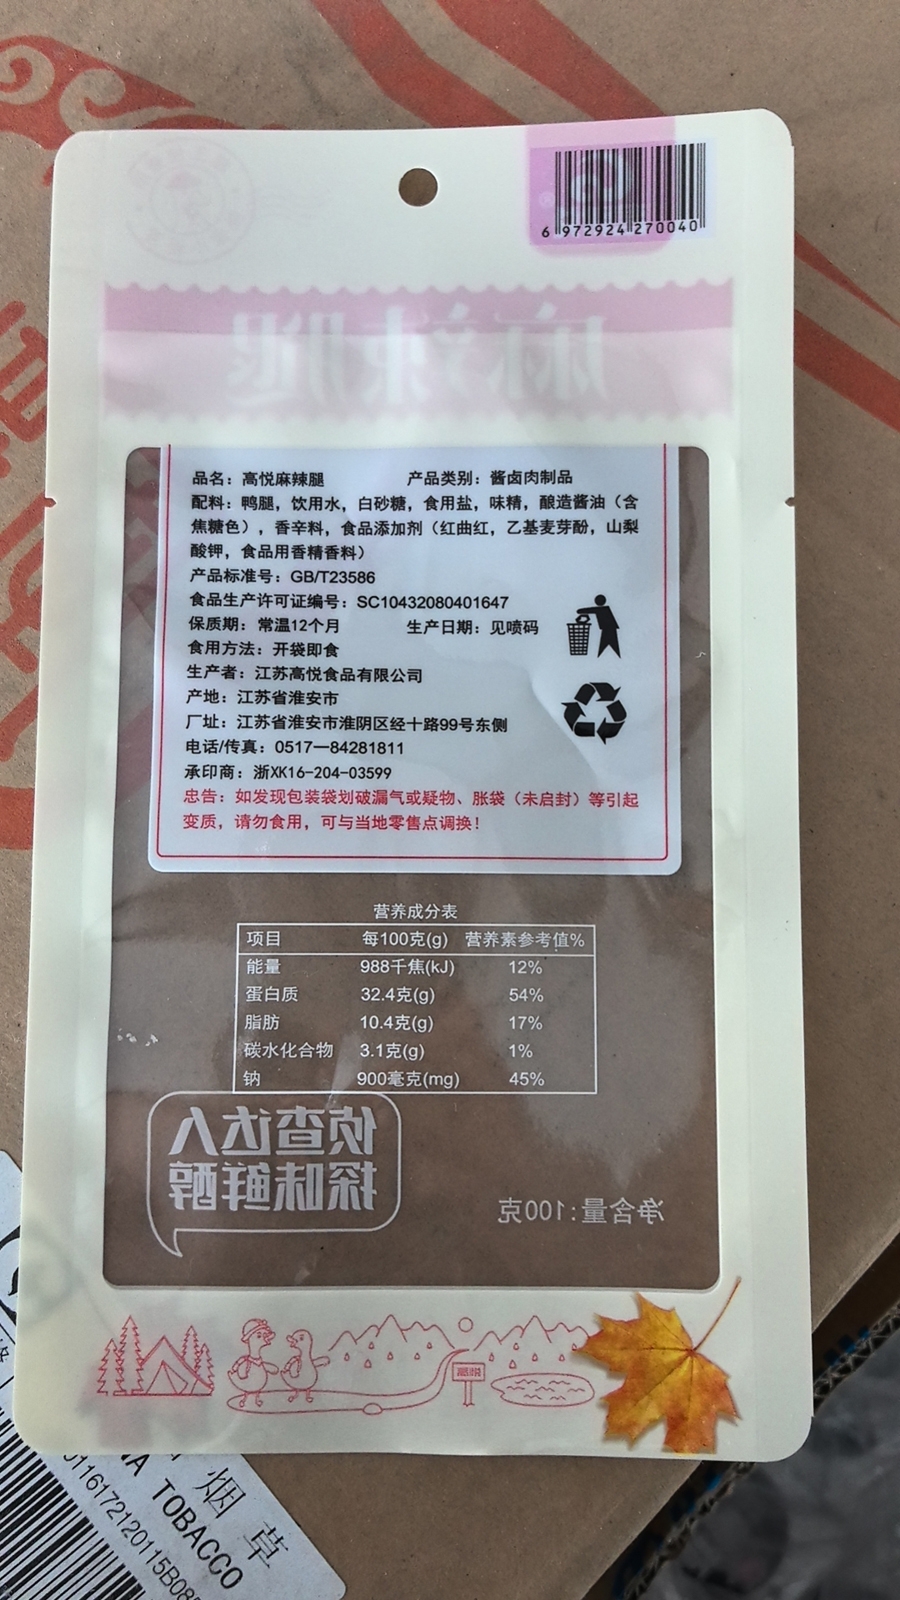 6 972924 270040
麻辣腿
品名：高悦麻辣腿 产品类别：酱卤肉制品
配料：鸭腿，饮用水，白砂糖，食用盐，味精，酿造酱油（含
焦糖色），香辛料，食品添加剂（红曲红，乙基麦芽酚，山梨
酸钾，食品用香精香料）
产品标准号：GB/T23586
食品生产许可证编号：SC10432080401647
保质期：常温12个月 生产日期：见喷码
食用方法：开袋即食
生产者：江苏高悦食品有限公司
产地：江苏省淮安市
厂址：江苏省淮安市淮阴区经十路99号东侧
电话/传真：0517—84281811
承印商：浙XK16-204-03599
忠告：如发现包装袋划破漏气或疑物、胀袋（未启封）等引起
变质，请勿食用，可与当地零售点调换！
营养成分表
项目 每100克(g) 营养素参考值%
能量 988千焦(kJ) 12%
蛋白质 32.4克(g) 54%
脂肪 10.4克(g) 17%
碳水化合物 3.1克(g) 1%
钠 900毫克(mg) 45%
侦查达人
探味鲜醇
净含量：100克
高悦
烟草
TOBACCO